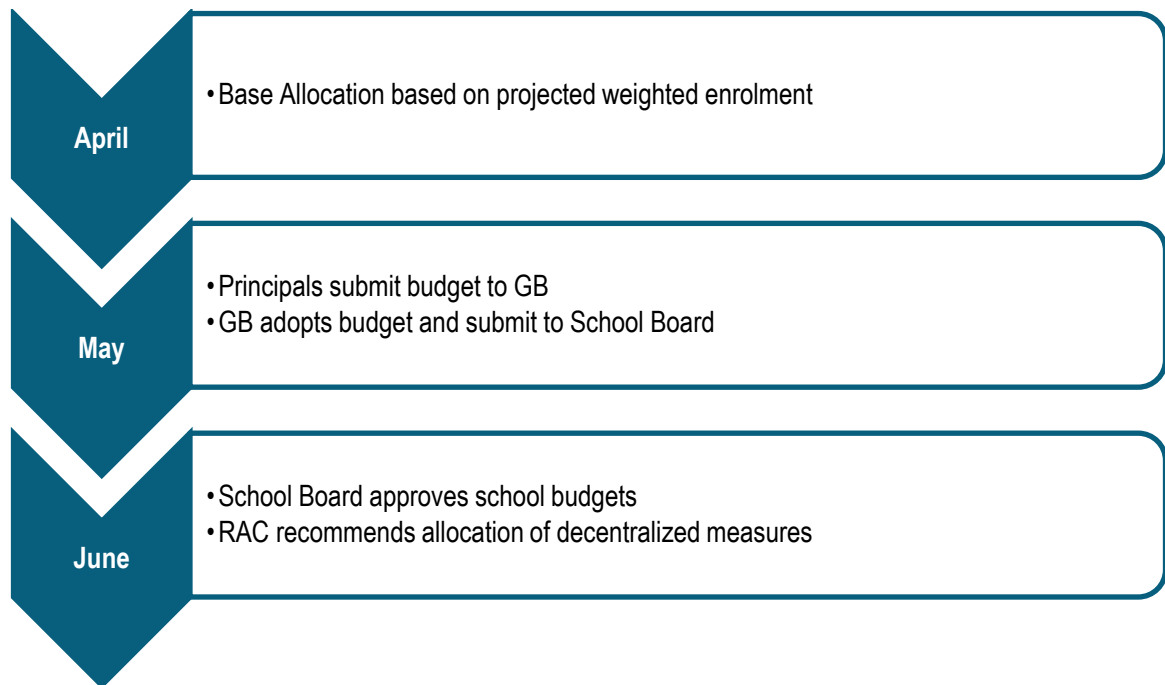 April
•Base Allocation based on projected weighted enrolment
May
•Principals submit budget to GB
•GB adopts budget and submit to School Board
June
•School Board approves school budgets
•RAC recommends allocation of decentralized measures